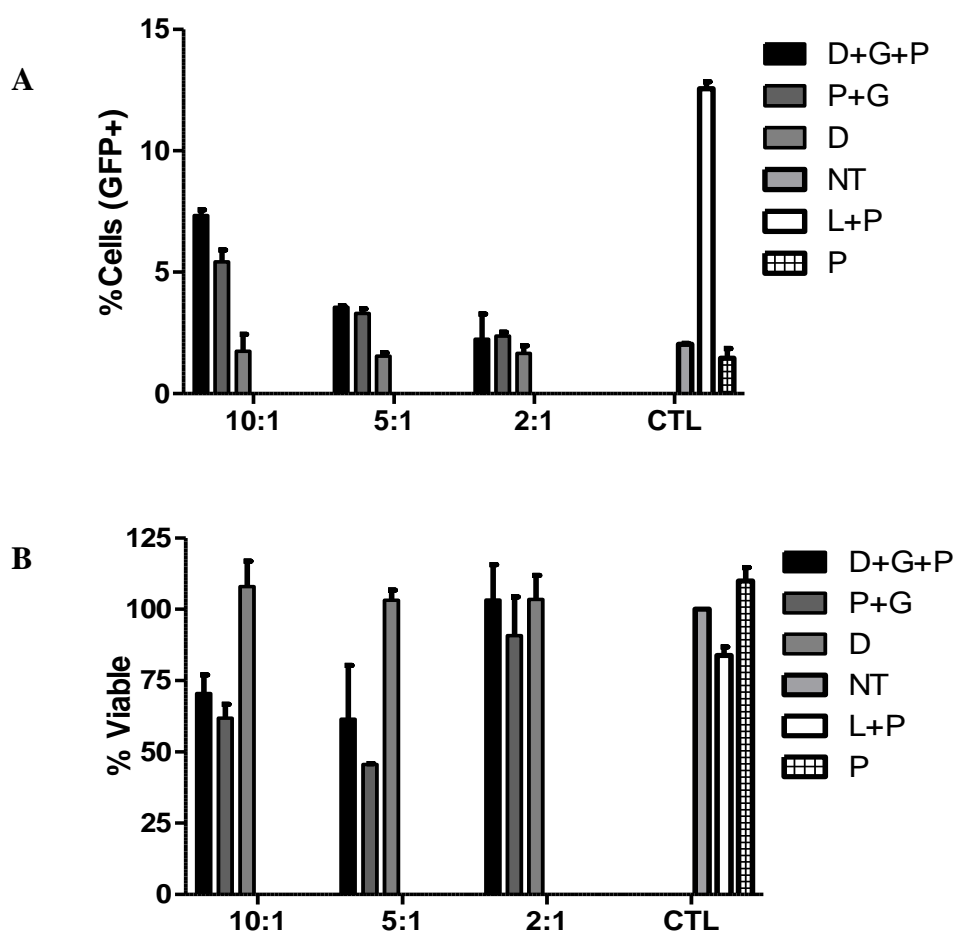 A
%Cells (GFP+)
15
10
5
0
10:1 5:1 2:1 CTL
D+G+P
P+G
D
NT
L+P
P
B
% Viable
125
100
75
50
25
0
10:1 5:1 2:1 CTL
D+G+P
P+G
D
NT
L+P
P